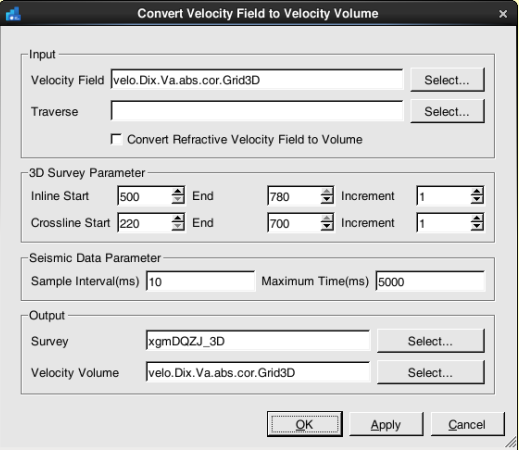 Convert Velocity Field to Velocity Volume
Input
Velocity Field velo.Dix.Va.abs.cor.Grid3D Select...
Traverse Select...
Convert Refractive Velocity Field to Volume
3D Survey Parameter
Inline Start 500 End 780 Increment 1
Crossline Start 220 End 700 Increment 1
Seismic Data Parameter
Sample Interval(ms) 10 Maximum Time(ms) 5000
Output
Survey xgmDQZJ_3D Select...
Velocity Volume velo.Dix.Va.abs.cor.Grid3D Select...
OK Apply Cancel